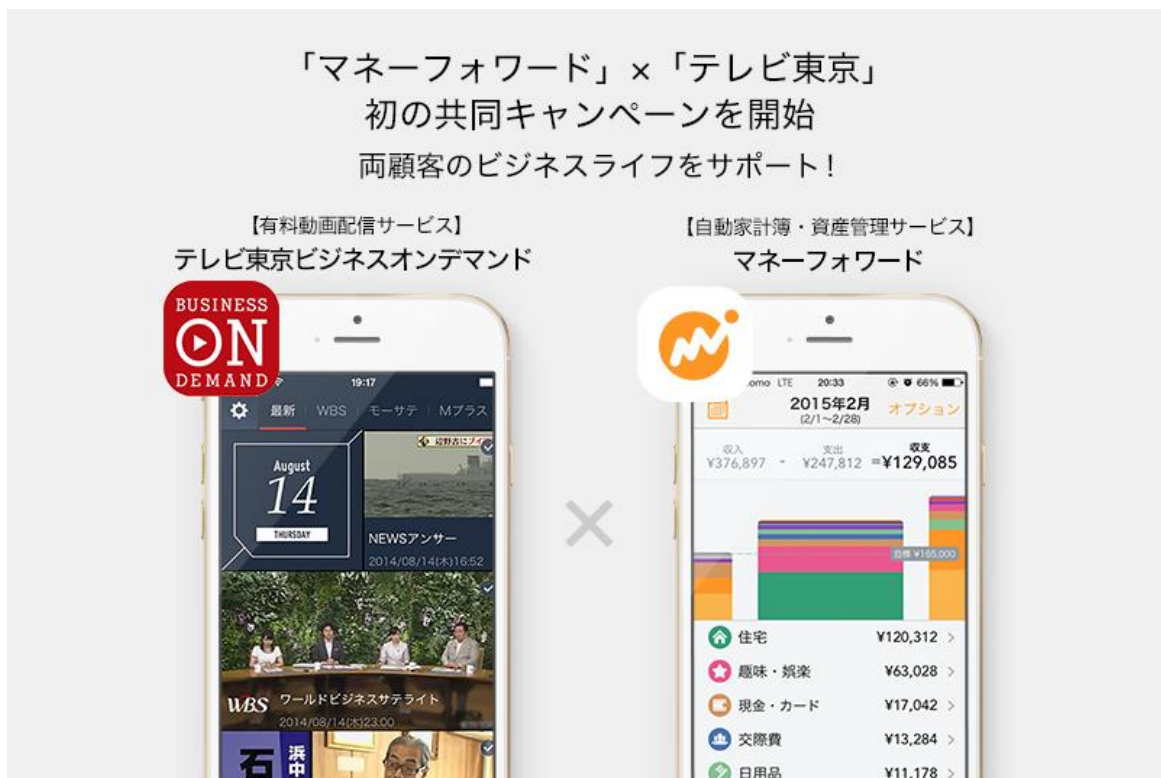 「マネーフォワード」×「テレビ東京」
初の共同キャンペーンを開始
両顧客のビジネスライフをサポート！
【有料動画配信サービス】
テレビ東京ビジネスオンデマンド
BUSINESS
ON
DEMAND
19:17
最新 WBS モーサテ Mプラス
August
14
THURSDAY
NEWSアンサー
2014/08/14(木)16:52
WBS ワールドビジネスサテライト
2014/08/14(木)23:00
浜中
石
×
【自動家計簿・資産管理サービス】
マネーフォワード
omo LTE 20:33 66%
2015年2月 オプション
(2/1~2/28)
収入 支出 収支
¥376,897 - ¥247,812 =¥129,085
目標 ¥165,000
住宅 ¥120,312 >
趣味・娯楽 ¥63,028 >
現金・カード ¥17,042 >
交際費 ¥13,284 >
日用品 ¥11,178 >